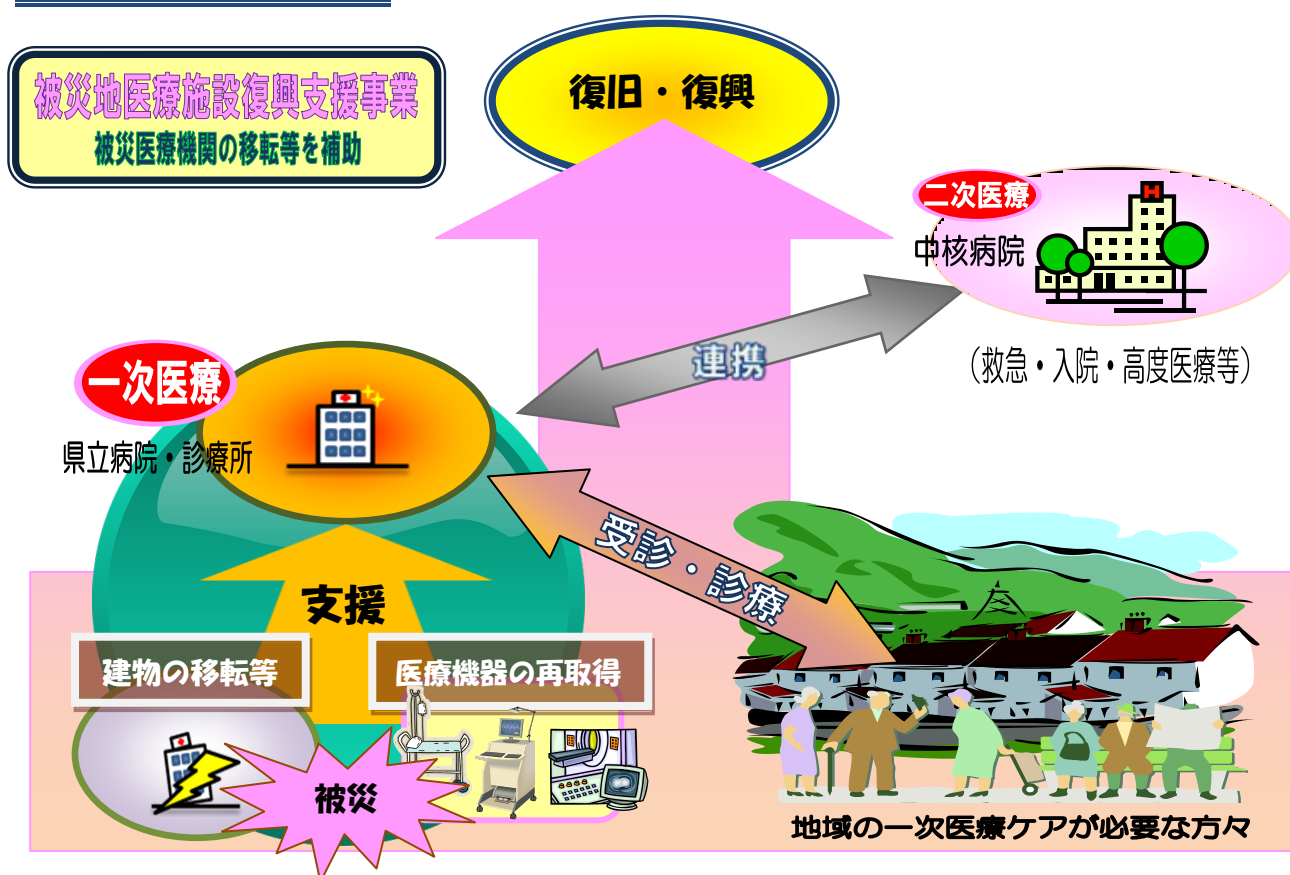 被災地医療施設復興支援事業
被災医療機関の移転等を補助
復旧・復興
二次医療
中核病院
(救急・入院・高度医療等)
連携
一次医療
県立病院・診療所
受診・診療
支援
建物の移転等
医療機器の再取得
被災
地域の一次医療ケアが必要な方々
H